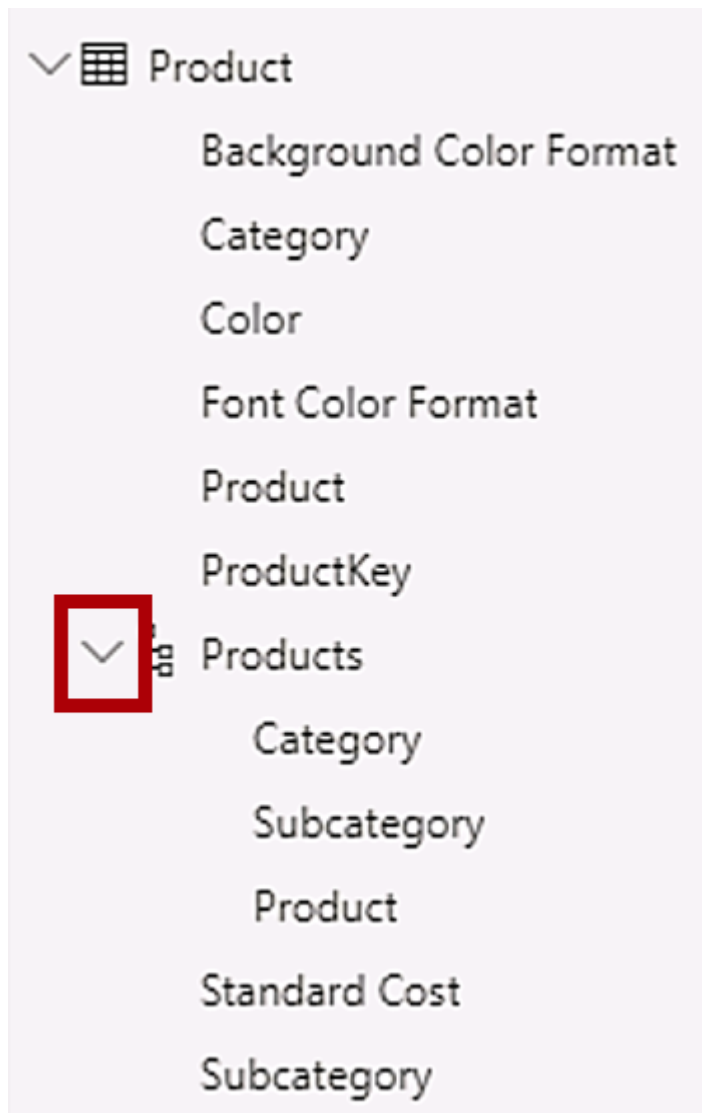 Product
Background Color Format
Category
Color
Font Color Format
Product
ProductKey
Products
Category
Subcategory
Product
Standard Cost
Subcategory